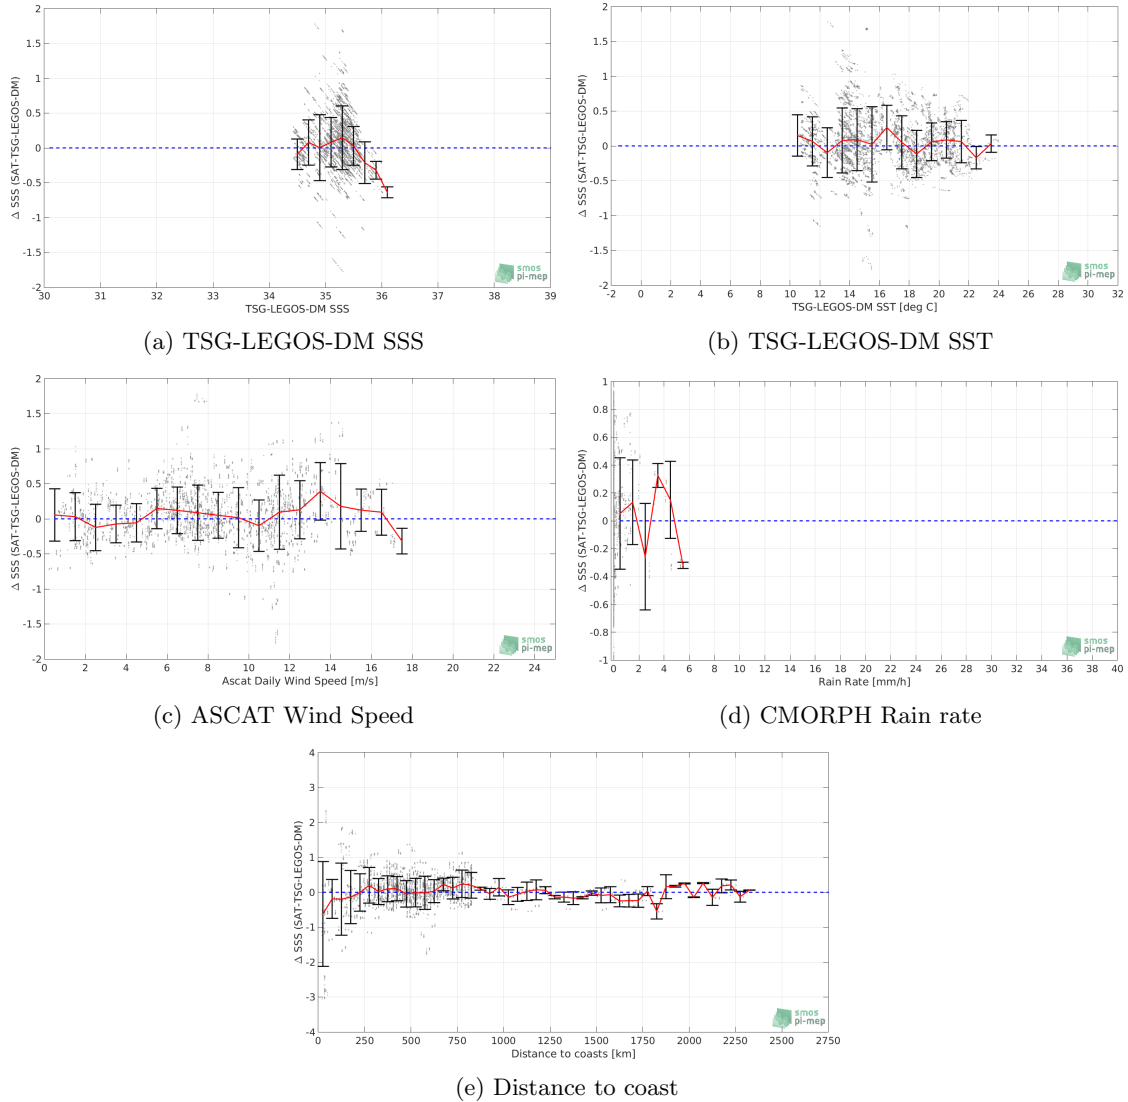 2
1.5
1
0.5
0
-0.5
-1
-1.5
-2
Δ SSS (SAT-TSG-LEGOS-DM)
30 31 32 33 34 35 36 37 38 39
TSG-LEGOS-DM SSS
smos
pi-mep
(a) TSG-LEGOS-DM SSS
2
1.5
1
0.5
0
-0.5
-1
-1.5
-2
Δ SSS (SAT-TSG-LEGOS-DM)
-2 0 2 4 6 8 10 12 14 16 18 20 22 24 26 28 30 32
TSG-LEGOS-DM SST [deg C]
smos
pi-mep
(b) TSG-LEGOS-DM SST
2
1.5
1
0.5
0
-0.5
-1
-1.5
-2
Δ SSS (SAT-TSG-LEGOS-DM)
0 2 4 6 8 10 12 14 16 18 20 22 24
Ascat Daily Wind Speed [m/s]
smos
pi-mep
(c) ASCAT Wind Speed
1
0.8
0.6
0.4
0.2
0
-0.2
-0.4
-0.6
-0.8
-1
Δ SSS (SAT-TSG-LEGOS-DM)
0 2 4 6 8 10 12 14 16 18 20 22 24 26 28 30 32 34 36 38 40
Rain Rate [mm/h]
smos
pi-mep
(d) CMORPH Rain rate
4
3
2
1
0
-1
-2
-3
-4
Δ SSS (SAT-TSG-LEGOS-DM)
0 250 500 750 1000 1250 1500 1750 2000 2250 2500 2750
Distance to coasts [km]
smos
pi-mep
(e) Distance to coast